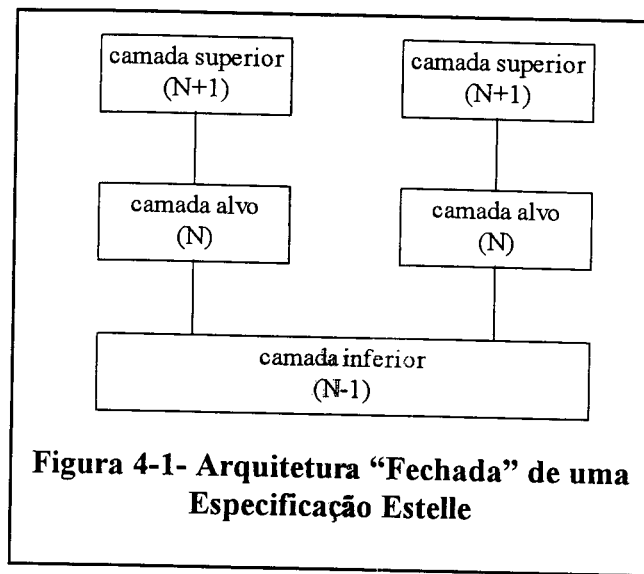 camada superior
(N+1)
camada superior
(N+1)
camada alvo
(N)
camada alvo
(N)
camada inferior
(N-1)
Figura 4-1- Arquitetura “Fechada” de uma
Especificação Estelle